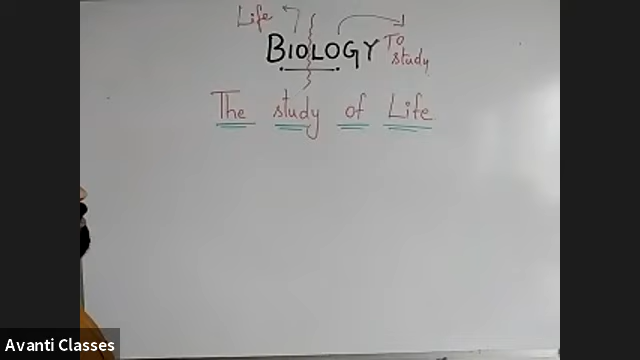 Life
BIOLOGY TO
study
The study of Life
Avanti Classes